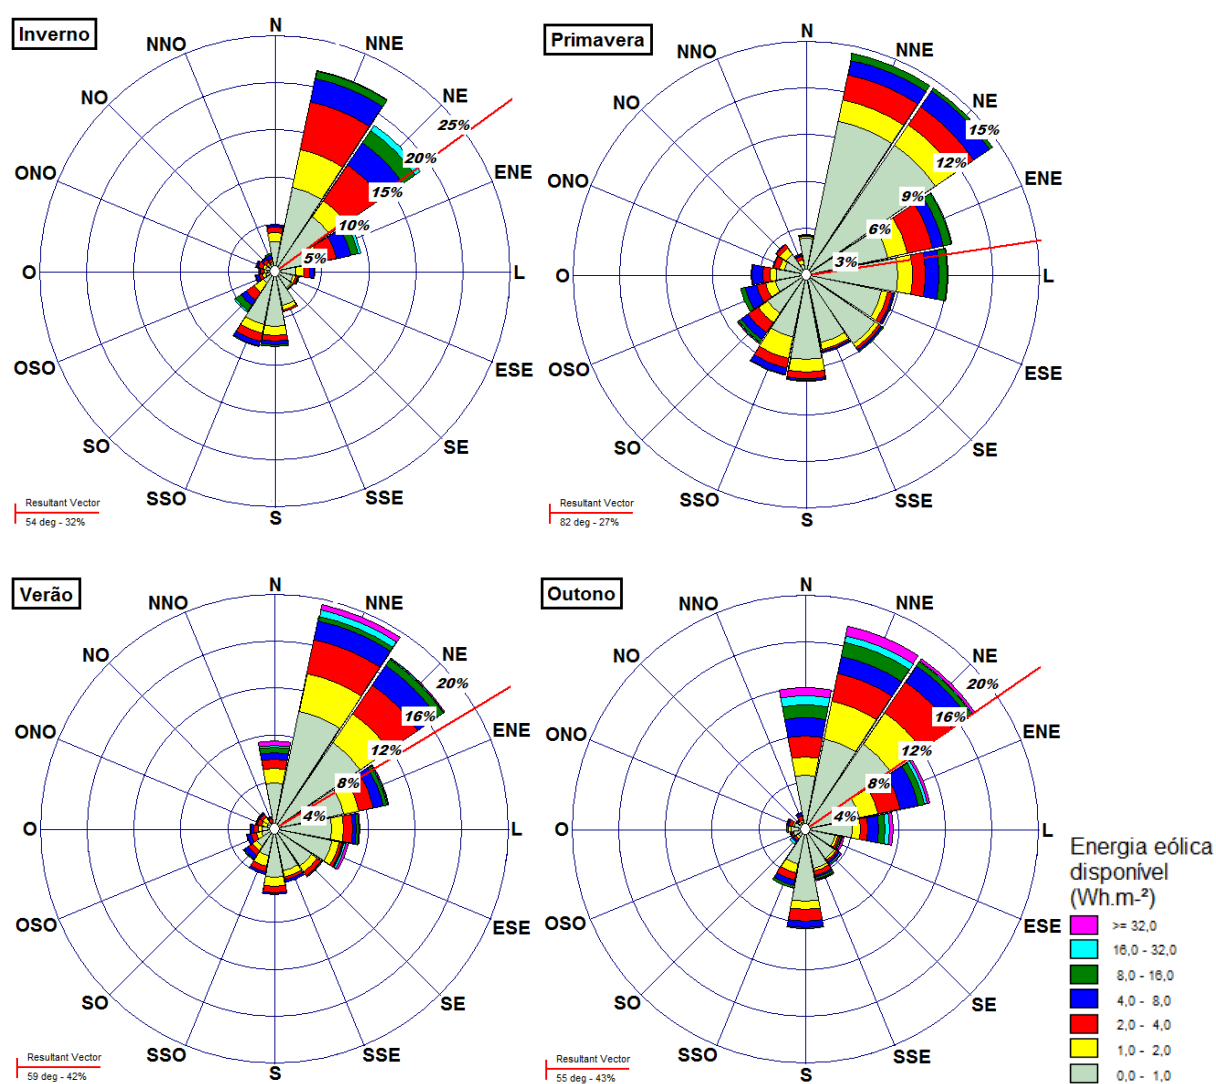 Inverno
N
NNE
NE
ENE
L
ESE
SE
SSE
S
SSO
SO
OSO
O
ONO
NO
NNO
25%
20%
15%
10%
5%
Resultant Vector
54 deg - 32%
Primavera
N
NNE
NE
ENE
L
ESE
SE
SSE
S
SSO
SO
OSO
O
ONO
NO
NNO
15%
12%
9%
6%
3%
Resultant Vector
82 deg - 27%
Verão
N
NNE
NE
ENE
L
ESE
SE
SSE
S
SSO
SO
OSO
O
ONO
NO
NNO
20%
16%
12%
8%
4%
Resultant Vector
59 deg - 42%
Outono
N
NNE
NE
ENE
L
ESE
SE
SSE
S
SSO
SO
OSO
O
ONO
NO
NNO
20%
16%
12%
8%
4%
Resultant Vector
55 deg - 43%
Energia eólica
disponível
(Wh.m-²)
>= 32,0
16,0 - 32,0
8,0 - 16,0
4,0 - 8,0
2,0 - 4,0
1,0 - 2,0
0,0 - 1,0